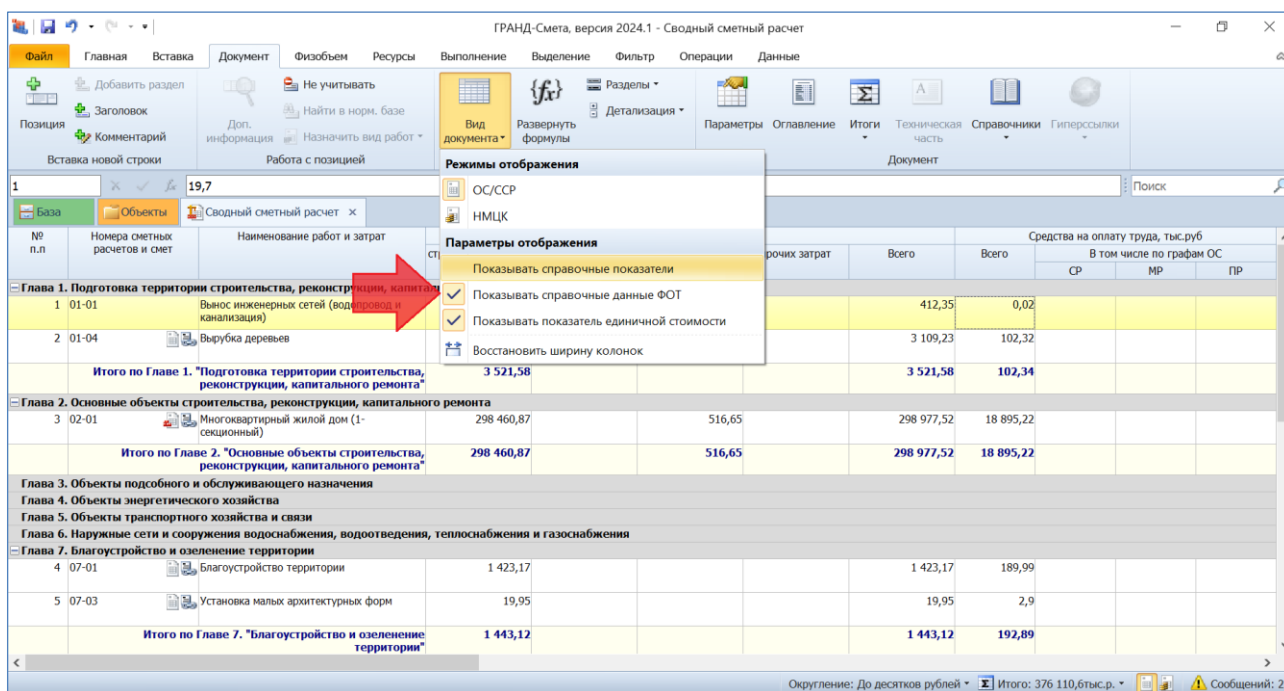 ГРАНД-Смета, версия 2024.1 - Сводный сметный расчет
Файл Главная Вставка Документ Физобъем Ресурсы Выполнение Выделение Фильтр Операции Данные
Позиция
Добавить раздел
Заголовок
Комментарий
Вставка новой строки
Доп. информация
Не учитывать
Найти в норм. базе
Назначить вид работ
Работа с позицией
Вид документа
Развернуть формулы
Разделы
Детализация
Параметры
Оглавление
Итоги
Техническая часть
Справочники
Гиперссылки
Документ
Режимы отображения
ОС/ССР
НМЦК
Параметры отображения
Показывать справочные показатели
Показывать справочные данные ФОТ
Показывать показатель единичной стоимости
Восстановить ширину колонок
1 fx 19,7 Поиск
База Объекты Сводный сметный расчет ×
№ п.п
Номера сметных расчетов и смет
Наименование работ и затрат
рочих затрат
Всего
Средства на оплату труда, тыс.руб
Всего
В том числе по графам ОС
СР МР ПР
Глава 1. Подготовка территории строительства, реконструкции, капитал
1 01-01 Вынос инженерных сетей (водопровод и канализация) 412,35 0,02
2 01-04 Вырубка деревьев 3 109,23 102,32
Итого по Главе 1. "Подготовка территории строительства, реконструкции, капитального ремонта" 3 521,58 3 521,58 102,34
Глава 2. Основные объекты строительства, реконструкции, капитального ремонта
3 02-01 Многоквартирный жилой дом (1-секционный) 298 460,87 516,65 298 977,52 18 895,22
Итого по Главе 2. "Основные объекты строительства, реконструкции, капитального ремонта" 298 460,87 516,65 298 977,52 18 895,22
Глава 3. Объекты подсобного и обслуживающего назначения
Глава 4. Объекты энергетического хозяйства
Глава 5. Объекты транспортного хозяйства и связи
Глава 6. Наружные сети и сооружения водоснабжения, водоотведения, теплоснабжения и газоснабжения
Глава 7. Благоустройство и озеленение территории
4 07-01 Благоустройство территории 1 423,17 1 423,17 189,99
5 07-03 Установка малых архитектурных форм 19,95 19,95 2,9
Итого по Главе 7. "Благоустройство и озеленение территории" 1 443,12 1 443,12 192,89
Округление: До десятков рублей Итого: 376 110,6тыс.р. Сообщений: 2